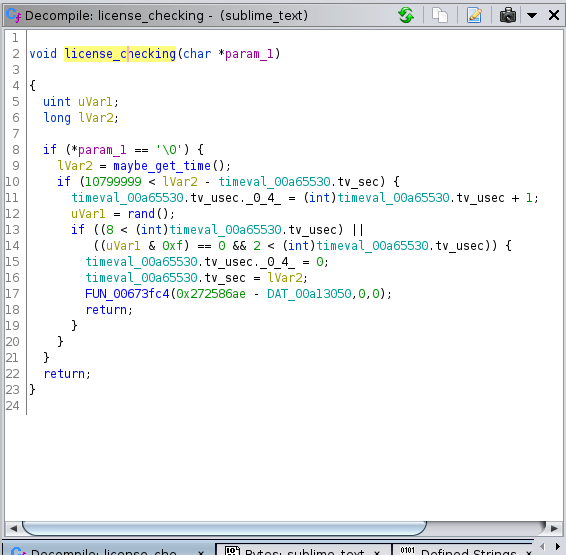 Decompile: license_checking - (sublime_text)
1
2 void license_checking(char *param_1)
3
4 {
5 uint uVar1;
6 long lVar2;
7
8 if (*param_1 == '\0') {
9 lVar2 = maybe_get_time();
10 if (10799999 < lVar2 - timeval_00a65530.tv_sec) {
11 timeval_00a65530.tv_usec._0_4_ = (int)timeval_00a65530.tv_usec + 1;
12 uVar1 = rand();
13 if ((8 < (int)timeval_00a65530.tv_usec) ||
14 ((uVar1 & 0xf) == 0 && 2 < (int)timeval_00a65530.tv_usec)) {
15 timeval_00a65530.tv_usec._0_4_ = 0;
16 timeval_00a65530.tv_sec = lVar2;
17 FUN_00673fc4(0x272586ae - DAT_00a13050,0,0);
18 return;
19 }
20 }
21 }
22 return;
23 }
24
Decompile: license_che... × Bytes: sublime_text × Defined Strings ×